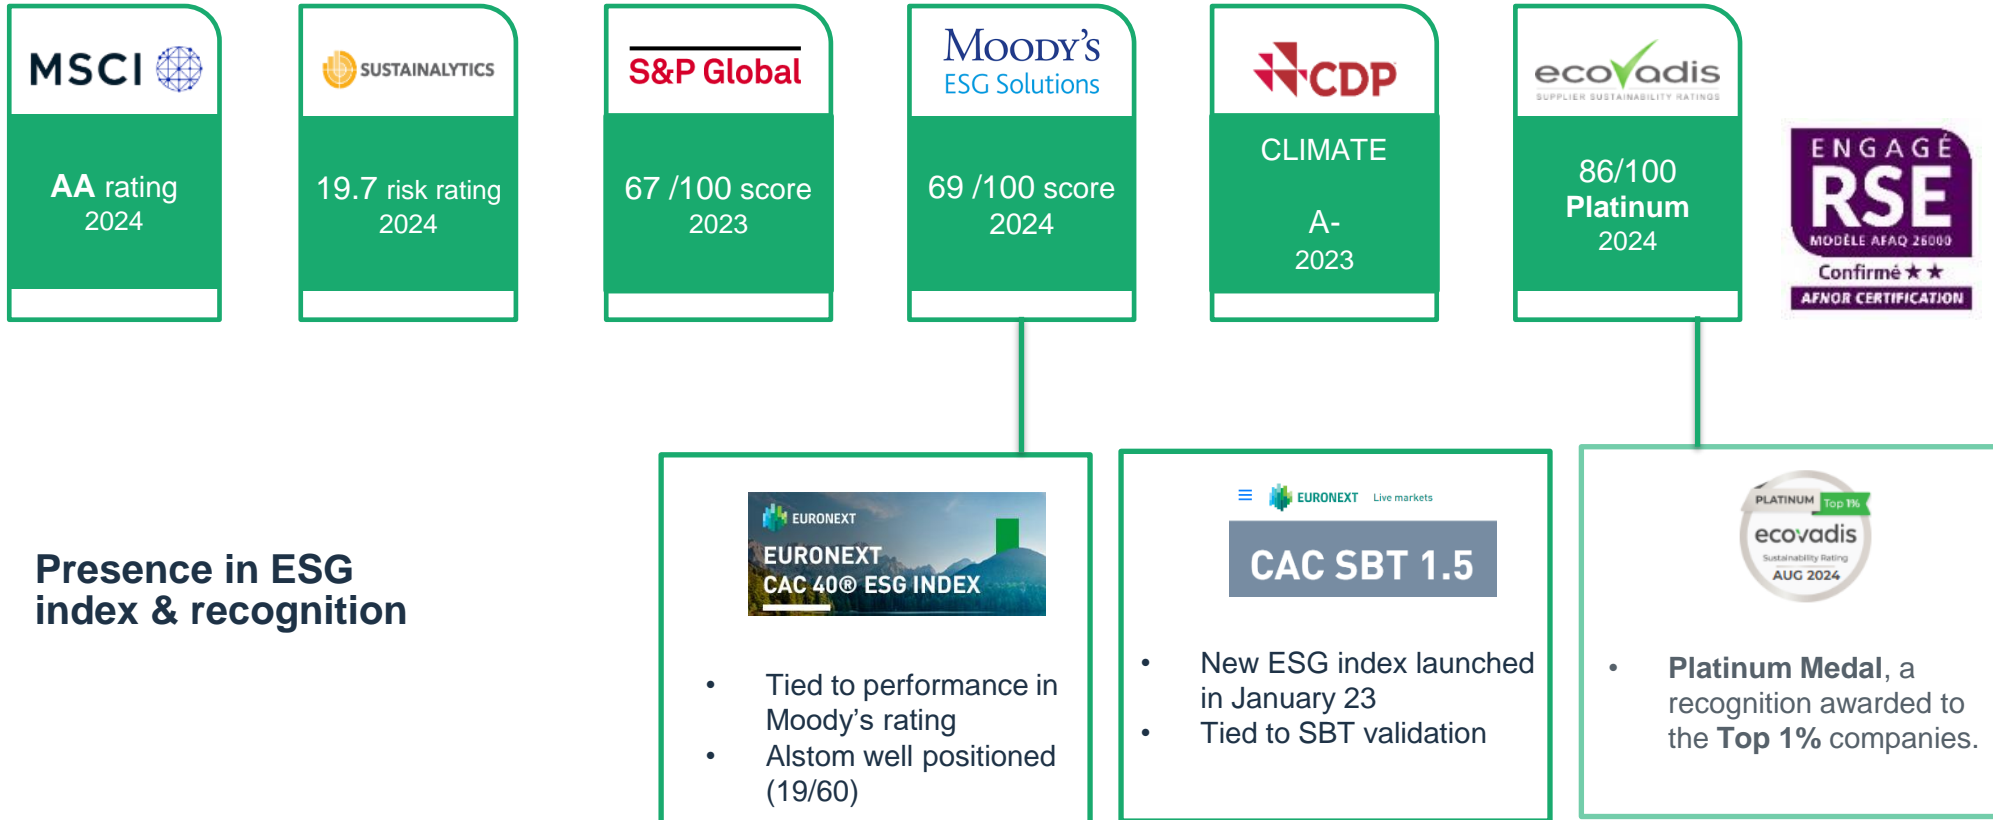 MSCI
AA rating
2024
SUSTAINALYTICS
19.7 risk rating
2024
S&P Global
67 /100 score
2023
MOODY'S
ESG Solutions
69 /100 score
2024
CDP
CLIMATE
A-
2023
ecovadis
SUPPLIER SUSTAINABILITY RATINGS
86/100
Platinum
2024
ENGAGÉ
RSE
MODÈLE AFAQ 26000
Confirmé ★ ★
AFNOR CERTIFICATION
Presence in ESG
index & recognition
EURONEXT
EURONEXT
CAC 40® ESG INDEX
• Tied to performance in
Moody’s rating
• Alstom well positioned
(19/60)
EURONEXT Live markets
CAC SBT 1.5
• New ESG index launched
in January 23
• Tied to SBT validation
PLATINUM Top 1%
ecovadis
Sustainability Rating
AUG 2024
• Platinum Medal, a
recognition awarded to
the Top 1% companies.